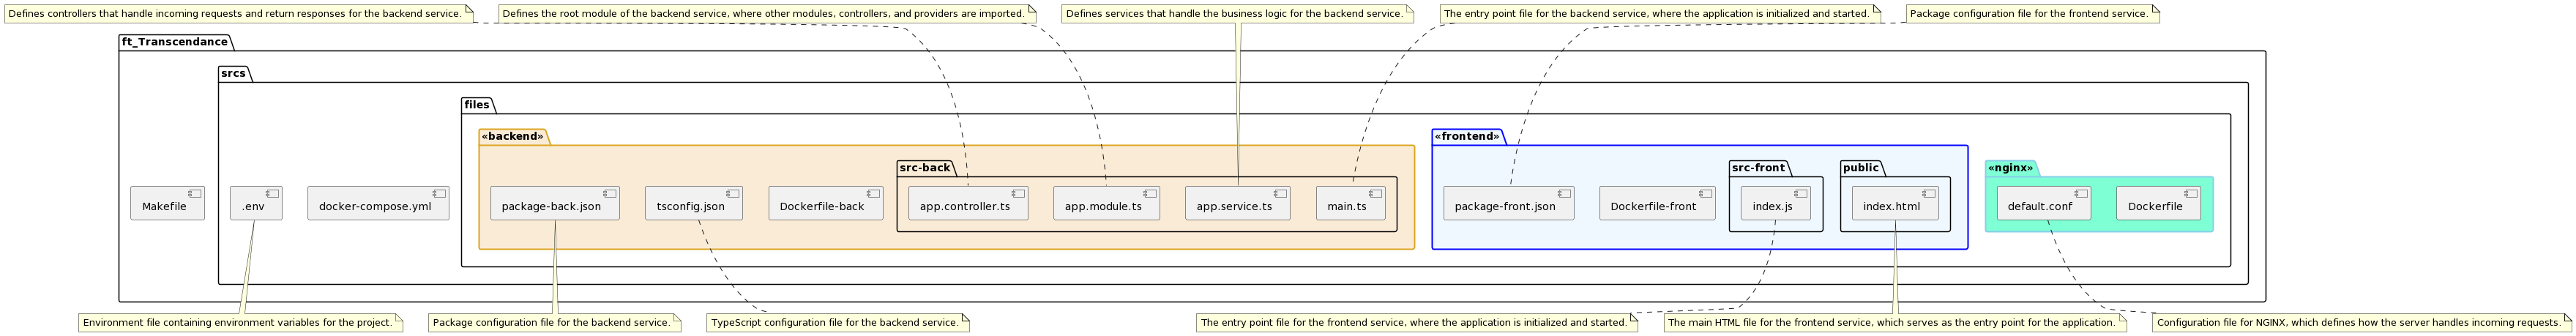 Defines controllers that handle incoming requests and return responses for the backend service.
Defines the root module of the backend service, where other modules, controllers, and providers are imported.
Defines services that handle the business logic for the backend service.
The entry point file for the backend service, where the application is initialized and started.
Package configuration file for the frontend service.
ft_Transcendance
srcs
files
«backend»
«frontend»
src-back
src-front
public
«nginx»
Makefile
.env
docker-compose.yml
package-back.json
tsconfig.json
Dockerfile-back
app.controller.ts
app.module.ts
app.service.ts
main.ts
package-front.json
Dockerfile-front
index.js
index.html
default.conf
Dockerfile
Environment file containing environment variables for the project.
Package configuration file for the backend service.
TypeScript configuration file for the backend service.
The entry point file for the frontend service, where the application is initialized and started.
The main HTML file for the frontend service, which serves as the entry point for the application.
Configuration file for NGINX, which defines how the server handles incoming requests.